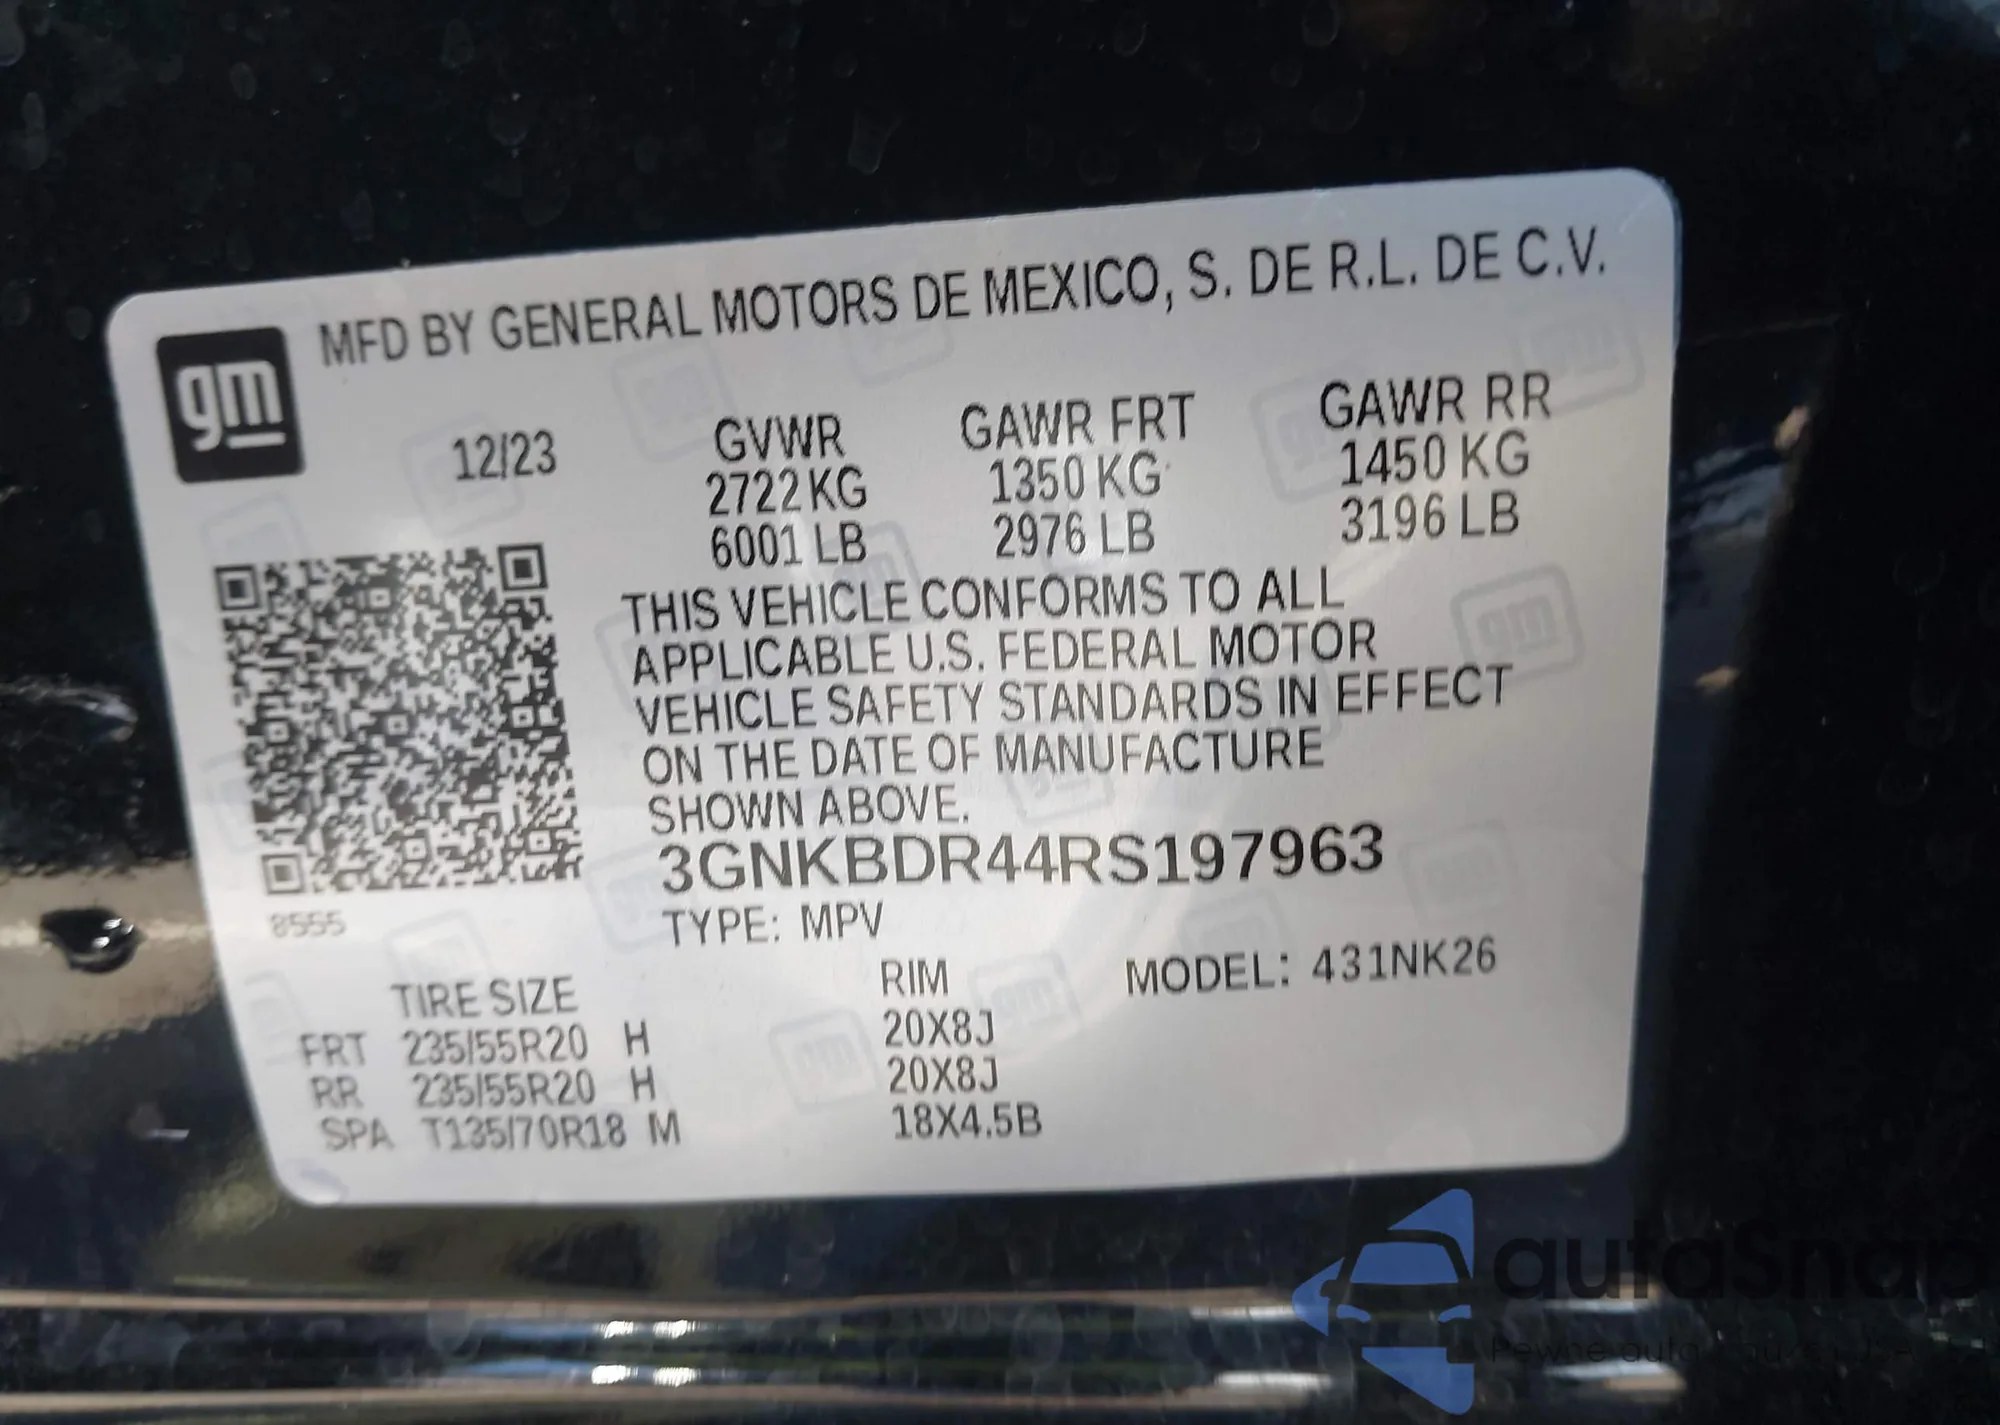 gm
MFD BY GENERAL MOTORS DE MEXICO, S. DE R.L. DE C.V.
12/23 GVWR GAWR FRT GAWR RR
2722 KG 1350 KG 1450 KG
6001 LB 2976 LB 3196 LB
THIS VEHICLE CONFORMS TO ALL
APPLICABLE U.S. FEDERAL MOTOR
VEHICLE SAFETY STANDARDS IN EFFECT
ON THE DATE OF MANUFACTURE
SHOWN ABOVE.
3GNKBDR44RS197963
8555
TYPE: MPV
TIRE SIZE RIM MODEL: 431NK26
FRT 235/55R20 H 20X8J
RR 235/55R20 H 20X8J
SPA T135/70R18 M 18X4.5B
autaSnap
Pewne auto